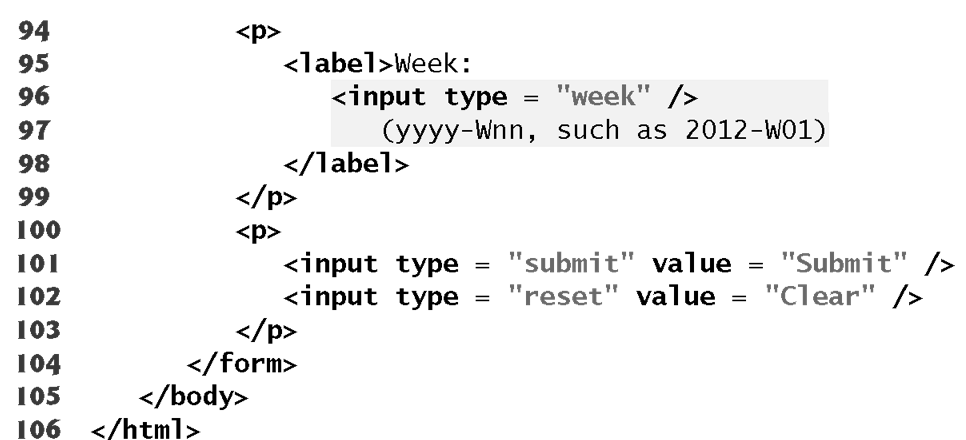 94 <p>
95 <label>Week:
96 <input type = "week" />
97 (yyyy-Wnn, such as 2012-W01)
98 </label>
99 </p>
100 <p>
101 <input type = "submit" value = "Submit" />
102 <input type = "reset" value = "Clear" />
103 </p>
104 </form>
105 </body>
106 </html>